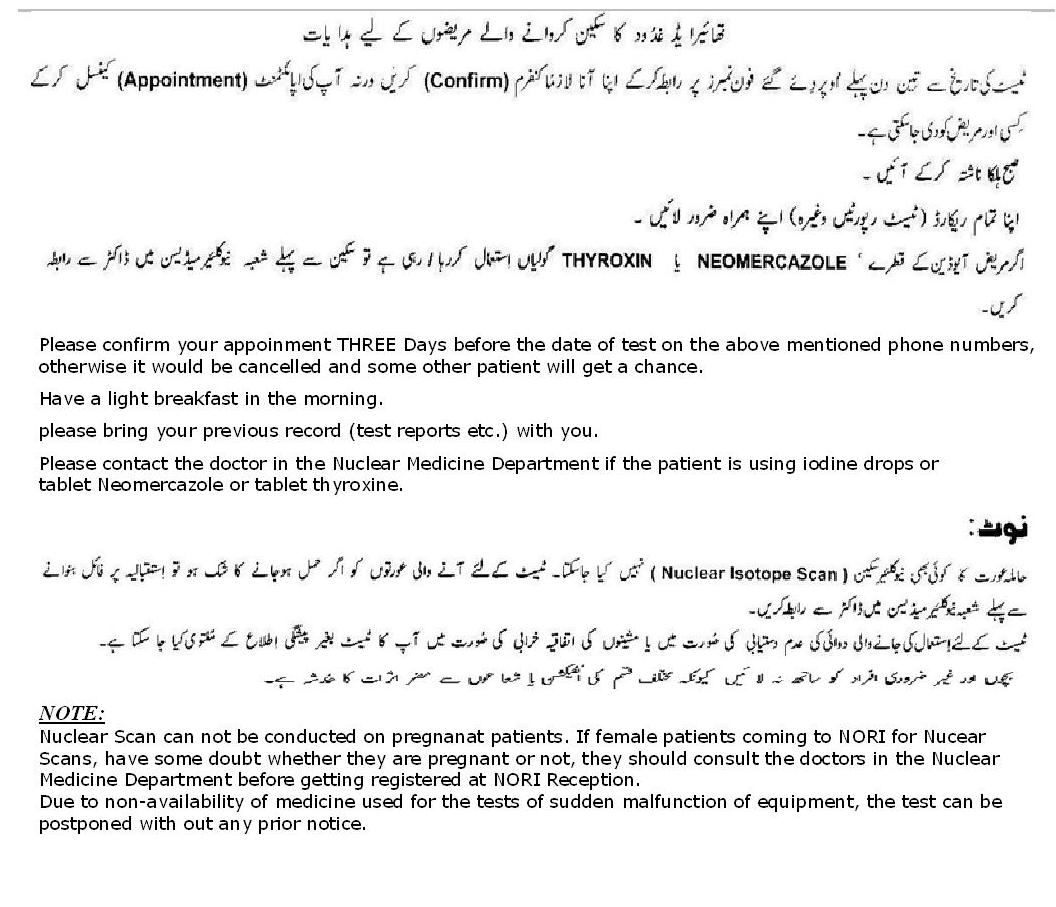 تھائیرائیڈ غدود کا سکین کروانے والے مریضوں کے لیے ہدایات
ٹیسٹ کی تاریخ سے تین دن پہلے اوپر دئے گئے فون نمبرز پر رابطہ کرکے اپنا آنا لازماً کنفرم (Confirm) کریں ورنہ آپ کی اپائنٹمنٹ (Appointment) کینسل کرکے
کسی اور مریض کو دی جاسکتی ہے۔
صبح ہلکا ناشتہ کرکے آئیں ۔
اپنا تمام ریکارڈ (ٹیسٹ رپورٹیں وغیرہ) اپنے ہمراہ ضرور لائیں ۔
اگر مریض آیوڈین کے قطرے ‘ NEOMERCAZOLE یا THYROXIN گولیاں استعمال کررہا / رہی ہے تو سکین سے پہلے شعبہ نیوکلیئر میڈیسن میں ڈاکٹر سے رابطہ
کریں۔
Please confirm your appoinment THREE Days before the date of test on the above mentioned phone numbers,
otherwise it would be cancelled and some other patient will get a chance.
Have a light breakfast in the morning.
please bring your previous record (test reports etc.) with you.
Please contact the doctor in the Nuclear Medicine Department if the patient is using iodine drops or
tablet Neomercazole or tablet thyroxine.
نوٹ:
حاملہ عورت کا کوئی بھی نیوکلیئر سکین ( Nuclear Isotope Scan ) نہیں کیا جاسکتا۔ ٹیسٹ کے لئے آنے والی عورتوں کو اگر حمل ہوجانے کا شک ہو تو استقبالیہ پر فائل بنوانے
سے پہلے شعبہ نیوکلیئر میڈیسن میں ڈاکٹر سے رابطہ کریں۔
ٹیسٹ کے لئے استعمال کی جانے والی دوائی کی عدم دستیابی کی صورت میں یا مشینوں کی اتفاقیہ خرابی کی صورت میں آپ کا ٹیسٹ بغیر پیشگی اطلاع کے ملتوی کیا جا سکتا ہے۔
بچوں اور غیر ضروری افراد کو ساتھ نہ لائیں کیونکہ مختلف قسم کی انفیکشن یا شعاعوں سے مضر اثرات کا خدشہ ہے۔
NOTE:
Nuclear Scan can not be conducted on pregnanat patients. If female patients coming to NORI for Nucear
Scans, have some doubt whether they are pregnant or not, they should consult the doctors in the Nuclear
Medicine Department before getting registered at NORI Reception.
Due to non-availability of medicine used for the tests of sudden malfunction of equipment, the test can be
postponed with out any prior notice.